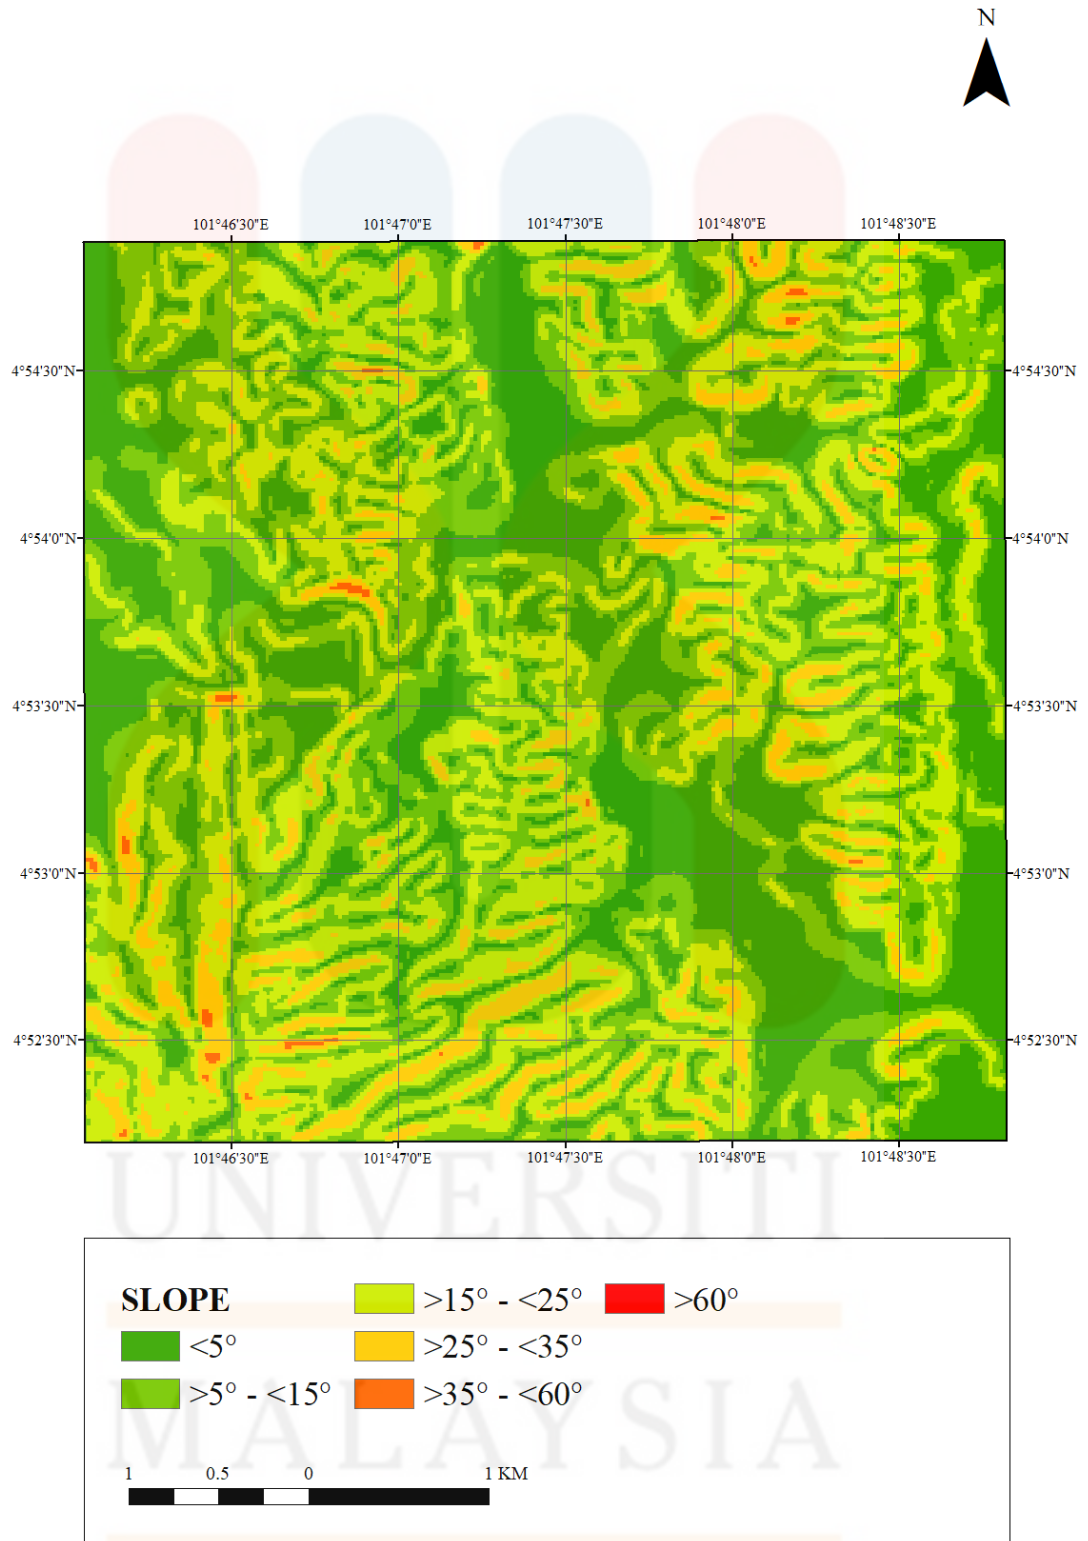 N
101°46'30"E 101°47'0"E 101°47'30"E 101°48'0"E 101°48'30"E
4°54'30"N 4°54'30"N
4°54'0"N 4°54'0"N
4°53'30"N 4°53'30"N
4°53'0"N 4°53'0"N
4°52'30"N 4°52'30"N
101°46'30"E 101°47'0"E 101°47'30"E 101°48'0"E 101°48'30"E
UNIVERSITI
SLOPE >15° - <25° >60°
<5° >25° - <35°
>5° - <15° >35° - <60°
MALAYSIA
1 0.5 0 1 KM